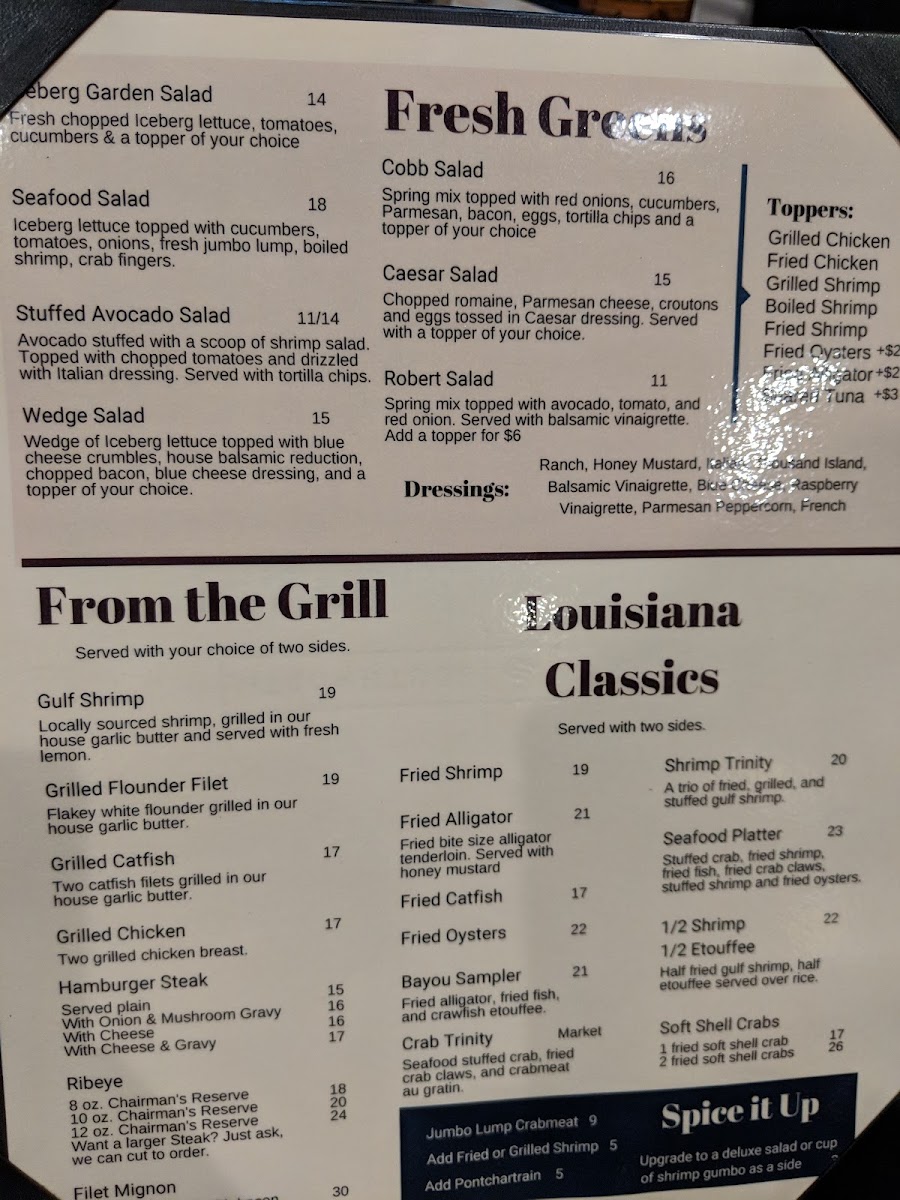 eberg Garden Salad 14
Fresh chopped Iceberg lettuce, tomatoes,
cucumbers & a topper of your choice
Seafood Salad 18
Iceberg lettuce topped with cucumbers,
tomatoes, onions, fresh jumbo lump, boiled
shrimp, crab fingers.
Stuffed Avocado Salad 11/14
Avocado stuffed with a scoop of shrimp salad.
Topped with chopped tomatoes and drizzled
with Italian dressing. Served with tortilla chips.
Wedge Salad 15
Wedge of Iceberg lettuce topped with blue
cheese crumbles, house balsamic reduction,
chopped bacon, blue cheese dressing, and a
topper of your choice.
Fresh Greens
Cobb Salad 16
Spring mix topped with red onions, cucumbers,
Parmesan, bacon, eggs, tortilla chips and a
topper of your choice
Caesar Salad 15
Chopped romaine, Parmesan cheese, croutons
and eggs tossed in Caesar dressing. Served
with a topper of your choice.
Robert Salad 11
Spring mix topped with avocado, tomato, and
red onion. Served with balsamic vinaigrette.
Add a topper for $6
Toppers:
Grilled Chicken
Fried Chicken
Grilled Shrimp
Boiled Shrimp
Fried Shrimp
Fried Oysters +$2
Fried Alligator +$2
Seared Tuna +$3
Dressings:
Ranch, Honey Mustard, Italian, Thousand Island,
Balsamic Vinaigrette, Blue Cheese, Raspberry
Vinaigrette, Parmesan Peppercorn, French
From the Grill
Served with your choice of two sides.
Gulf Shrimp 19
Locally sourced shrimp, grilled in our
house garlic butter and served with fresh
lemon.
Grilled Flounder Filet 19
Flakey white flounder grilled in our
house garlic butter.
Grilled Catfish 17
Two catfish filets grilled in our
house garlic butter.
Grilled Chicken 17
Two grilled chicken breast.
Hamburger Steak
Served plain 15
With Onion & Mushroom Gravy 16
With Cheese 16
With Cheese & Gravy 17
Ribeye
8 oz. Chairman's Reserve 18
10 oz. Chairman's Reserve 20
12 oz. Chairman's Reserve 24
Want a larger Steak? Just ask,
we can cut to order.
Filet Mignon 30
Louisiana
Classics
Served with two sides.
Fried Shrimp 19
Fried Alligator 21
Fried bite size alligator
tenderloin. Served with
honey mustard
Fried Catfish 17
Fried Oysters 22
Bayou Sampler 21
Fried alligator, fried fish,
and crawfish etouffee.
Crab Trinity Market
Seafood stuffed crab, fried
crab claws, and crabmeat
au gratin.
Shrimp Trinity 20
A trio of fried, grilled, and
stuffed gulf shrimp.
Seafood Platter 23
Stuffed crab, fried shrimp,
fried fish, fried crab claws,
stuffed shrimp and fried oysters.
1/2 Shrimp 22
1/2 Etouffee
Half fried gulf shrimp, half
etouffee served over rice.
Soft Shell Crabs
1 fried soft shell crab 17
2 fried soft shell crabs 26
Jumbo Lump Crabmeat 9
Add Fried or Grilled Shrimp 5
Add Pontchartrain 5
Spice it Up
Upgrade to a deluxe salad or cup
of shrimp gumbo as a side